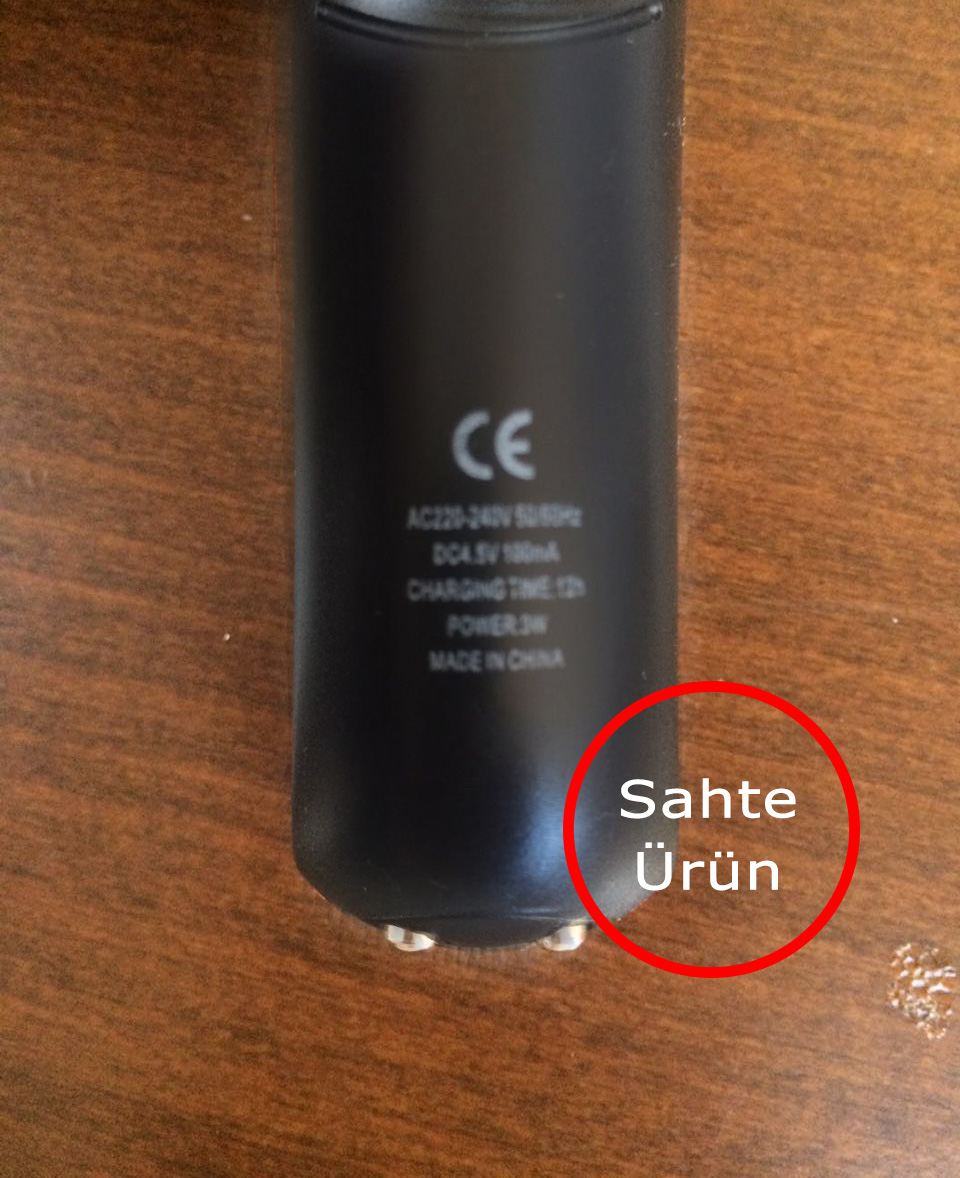 CE
AC220-240V 50/60Hz
DC4.5V 100mA
CHARGING TIME.12h
POWER.3W
MADE IN CHINA
Sahte
Ürün